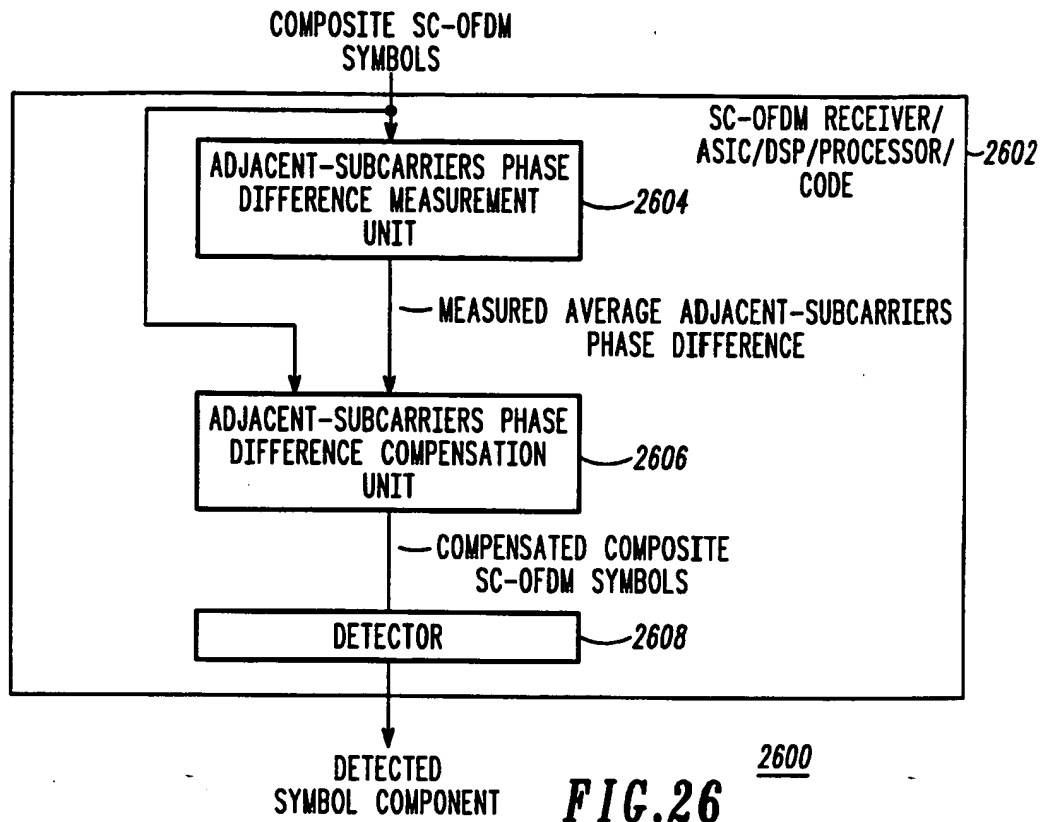 COMPOSITE SC-OFDM
SYMBOLS
SC-OFDM RECEIVER/
ASIC/DSP/PROCESSOR/
CODE
2602
ADJACENT-SUBCARRIERS PHASE
DIFFERENCE MEASUREMENT
UNIT
2604
MEASURED AVERAGE ADJACENT-SUBCARRIERS
PHASE DIFFERENCE
ADJACENT-SUBCARRIERS PHASE
DIFFERENCE COMPENSATION
UNIT
2606
COMPENSATED COMPOSITE
SC-OFDM SYMBOLS
DETECTOR
2608
DETECTED
SYMBOL COMPONENT
2600
FIG.26